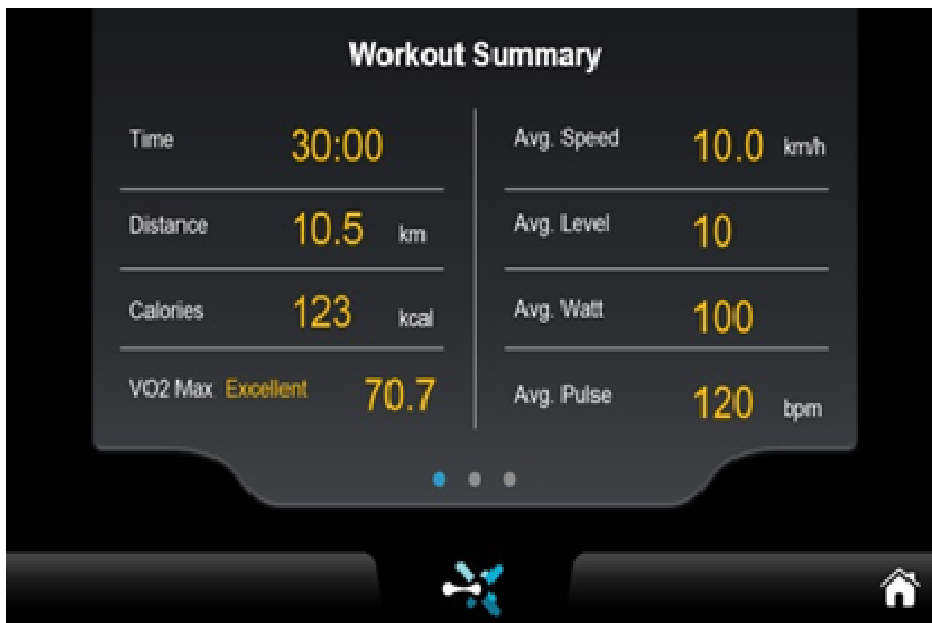 Workout Summary
Time 30:00
Distance 10.5 km
Calories 123 kcal
VO2 Max Excellent 70.7
Avg. Speed 10.0 km/h
Avg. Level 10
Avg. Watt 100
Avg. Pulse 120 bpm